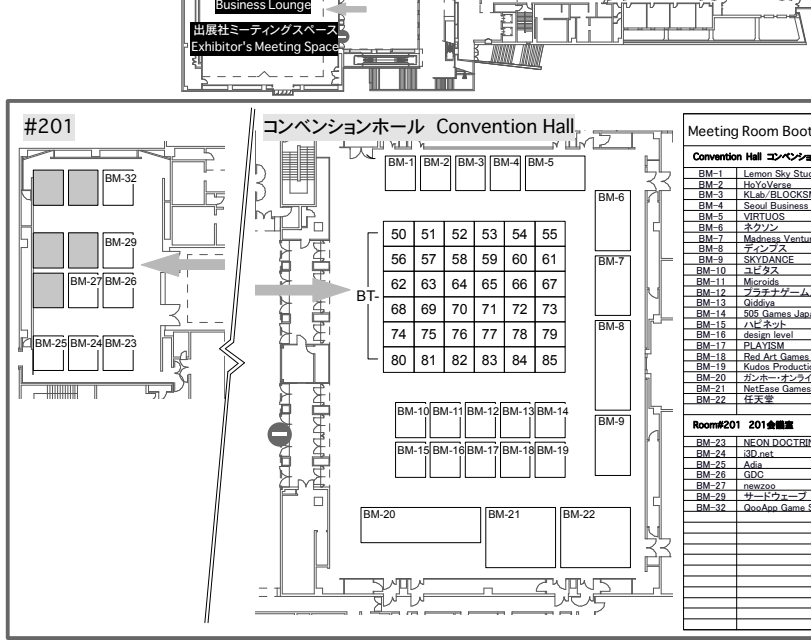 Business Lounge
出展社ミーティングスペース
Exhibitor's Meeting Space
#201
コンベンションホール Convention Hall
BM-32
BM-29
BM-27 BM-26
BM-25 BM-24 BM-23
BM-1 BM-2 BM-3 BM-4 BM-5
BM-6
BM-7
BM-8
BM-9
BT-
50 51 52 53 54 55
56 57 58 59 60 61
62 63 64 65 66 67
68 69 70 71 72 73
74 75 76 77 78 79
80 81 82 83 84 85
BM-10 BM-11 BM-12 BM-13 BM-14
BM-15 BM-16 BM-17 BM-18 BM-19
BM-20 BM-21 BM-22
Meeting Room Boot
Convention Hall コンベンショ
BM-1 Lemon Sky Stud
BM-2 HoYoVerse
BM-3 KLab/BLOCKSM
BM-4 Seoul Business
BM-5 VIRTUOS
BM-6 ネクソン
BM-7 Madness Ventur
BM-8 ディンプス
BM-9 SKYDANCE
BM-10 ユビタス
BM-11 Microids
BM-12 プラチナゲーム
BM-13 Qiddiya
BM-14 505 Games Japa
BM-15 ハピネット
BM-16 design level
BM-17 PLAYISM
BM-18 Red Art Games
BM-19 Kudos Productio
BM-20 ガンホー・オンライ
BM-21 NetEase Games
BM-22 任天堂
Room#201 201会議室
BM-23 NEON DOCTRIN
BM-24 i3D.net
BM-25 Adia
BM-26 GDC
BM-27 newzoo
BM-29 サードウェーブ
BM-32 QooApp Game S